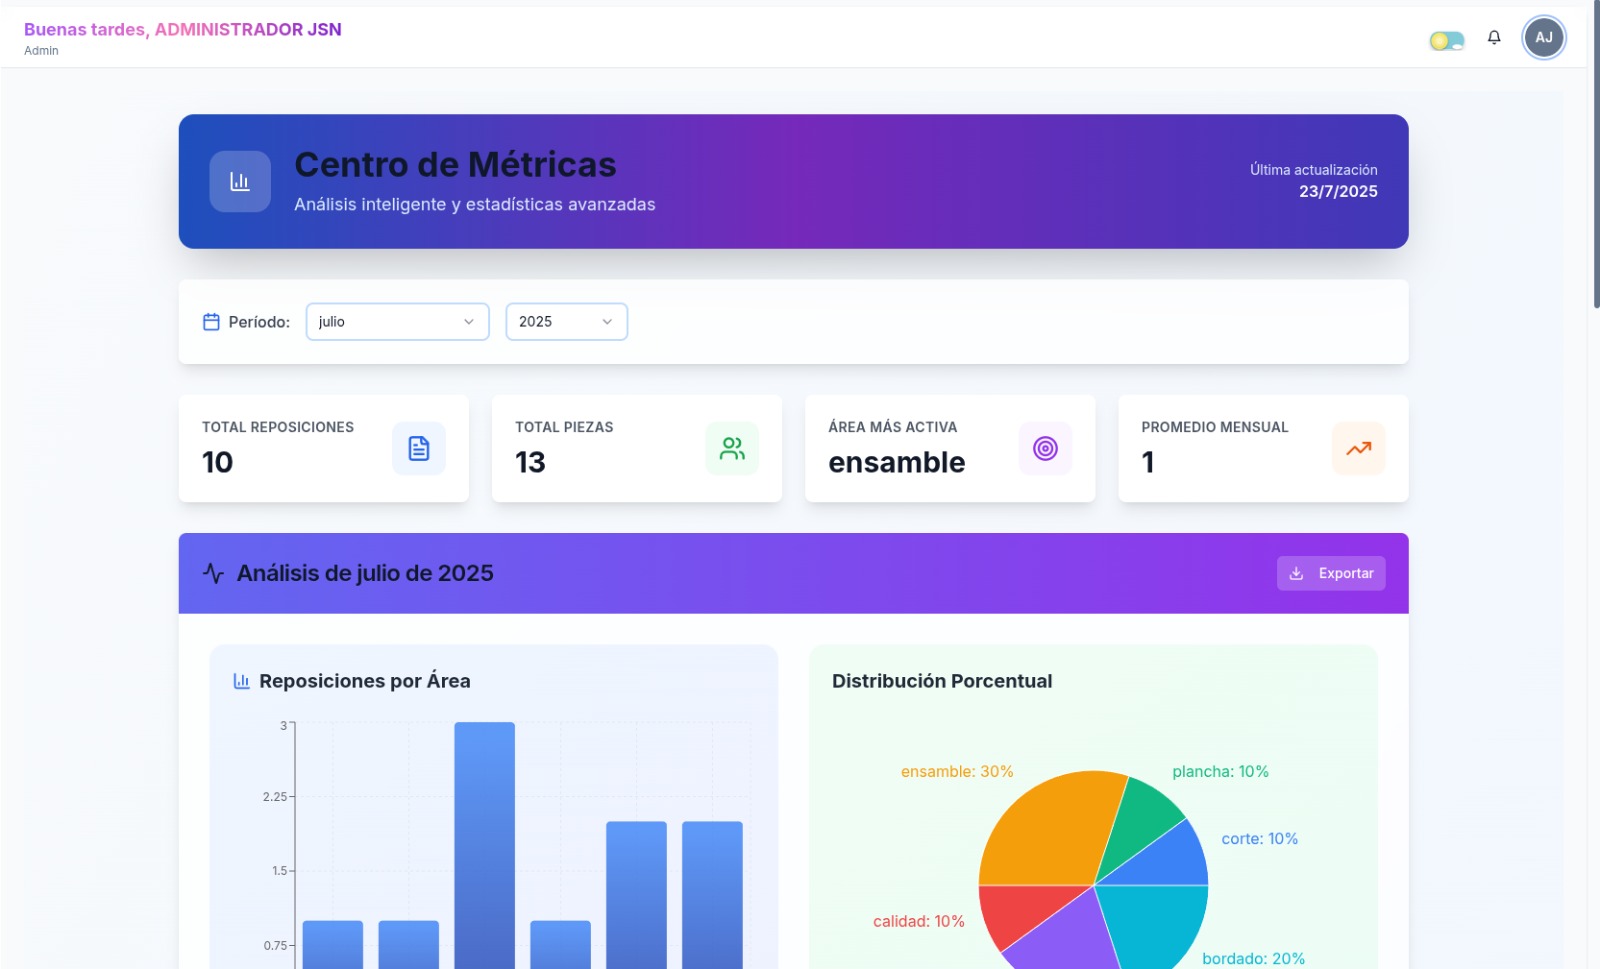 Buenas tardes, ADMINISTRADOR JSN
Admin
AJ
Centro de Métricas
Análisis inteligente y estadísticas avanzadas
Última actualización
23/7/2025
Período:
julio
2025
TOTAL REPOSICIONES
10
TOTAL PIEZAS
13
ÁREA MÁS ACTIVA
ensamble
PROMEDIO MENSUAL
1
Análisis de julio de 2025
Exportar
Reposiciones por Área
3
2.25
1.5
0.75
Distribución Porcentual
ensamble: 30%
plancha: 10%
corte: 10%
calidad: 10%
bordado: 20%